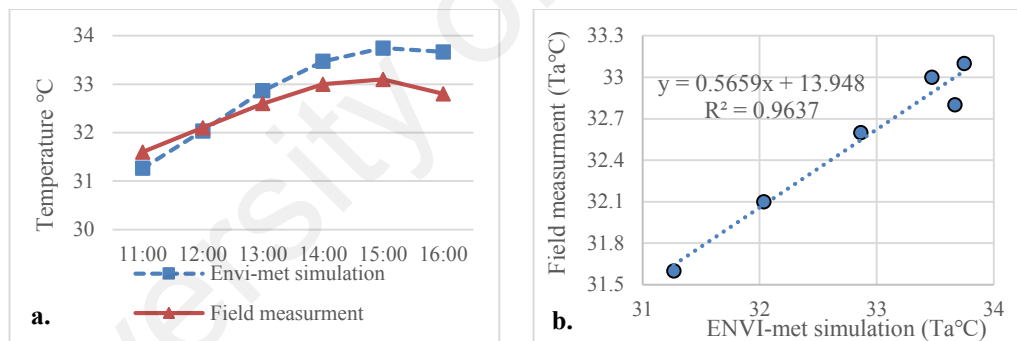 34
33
32
31
30
Temperature °C
11:00 12:00 13:00 14:00 15:00 16:00
Envi-met simulation
Field measurment
a.
33.3
33
32.7
32.4
32.1
31.8
31.5
Field measurement (Ta°C)
y = 0.5659x + 13.948
R² = 0.9637
31 32 33 34
ENVI-met simulation (Ta°C)
b.